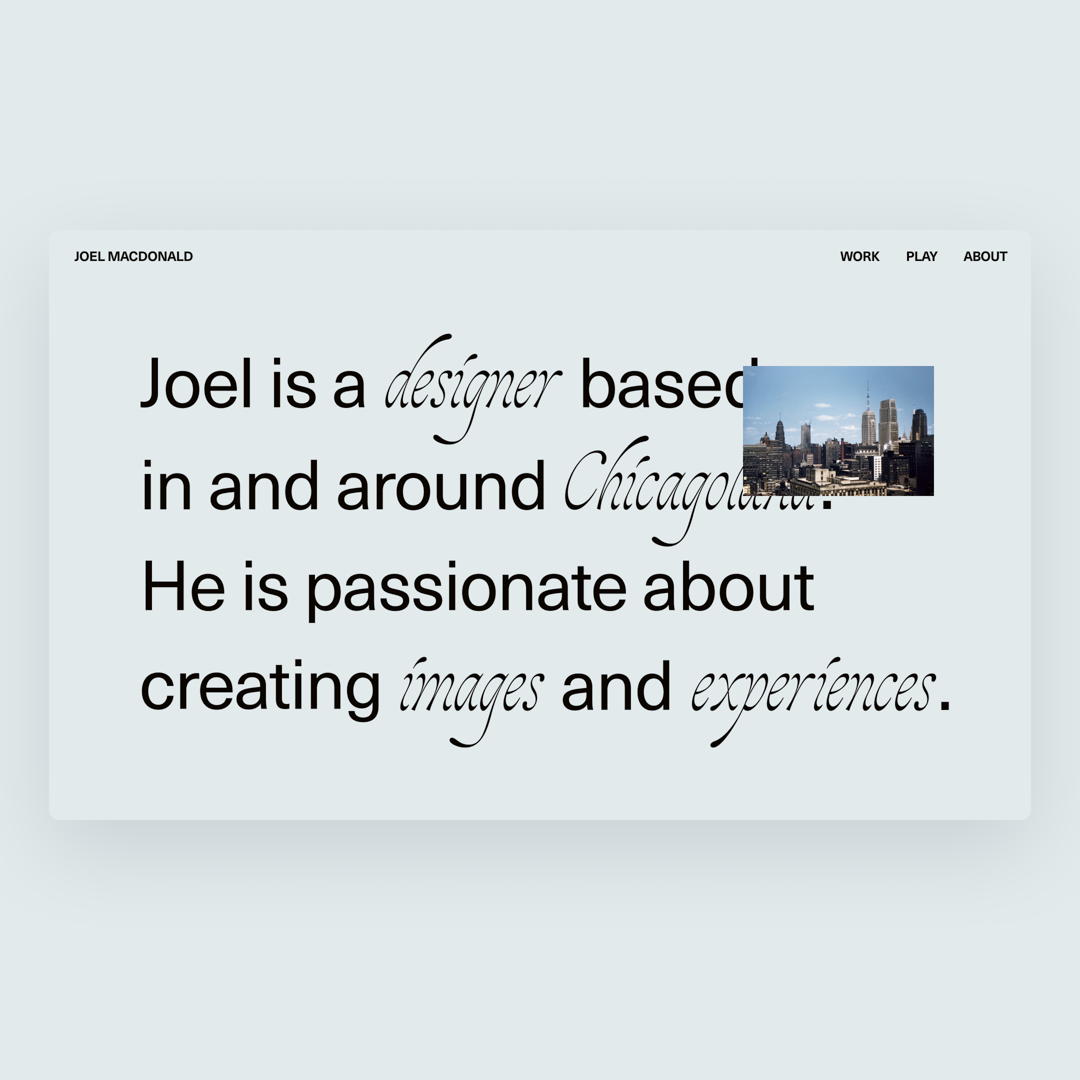 JOEL MACDONALD
WORK PLAY ABOUT
Joel is a designer based
in and around Chicagoland.
He is passionate about
creating images and experiences.